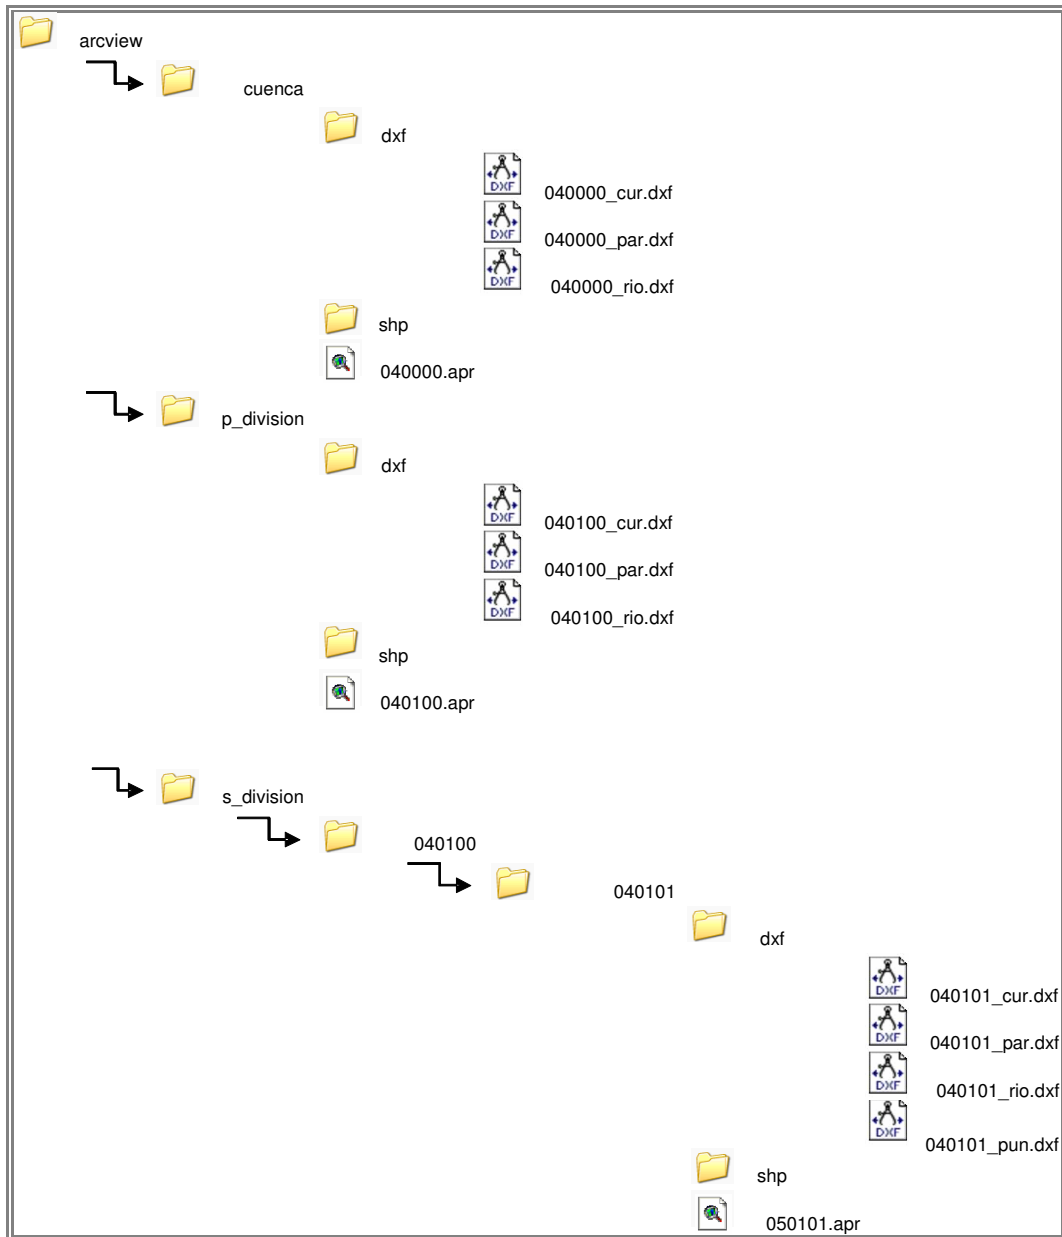 arcview
cuenca
dxf
DXF
040000_cur.dxf
DXF
040000_par.dxf
DXF
040000_rio.dxf
shp
040000.apr
p_division
dxf
DXF
040100_cur.dxf
DXF
040100_par.dxf
DXF
040100_rio.dxf
shp
040100.apr
s_division
040100
040101
dxf
DXF
040101_cur.dxf
DXF
040101_par.dxf
DXF
040101_rio.dxf
DXF
040101_pun.dxf
shp
050101.apr